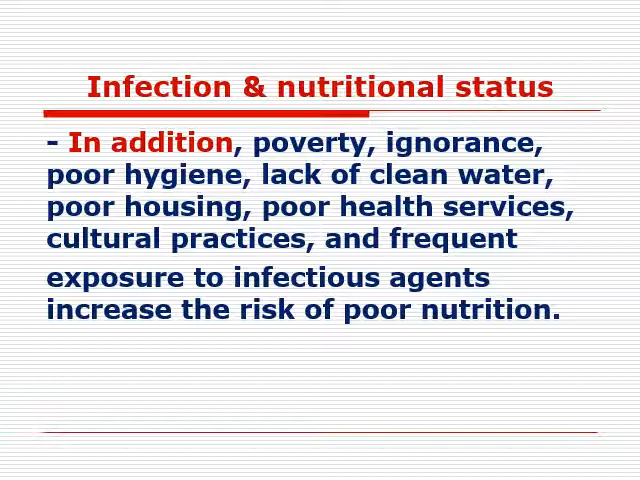 Infection & nutritional status
- In addition, poverty, ignorance,
poor hygiene, lack of clean water,
poor housing, poor health services,
cultural practices, and frequent
exposure to infectious agents
increase the risk of poor nutrition.